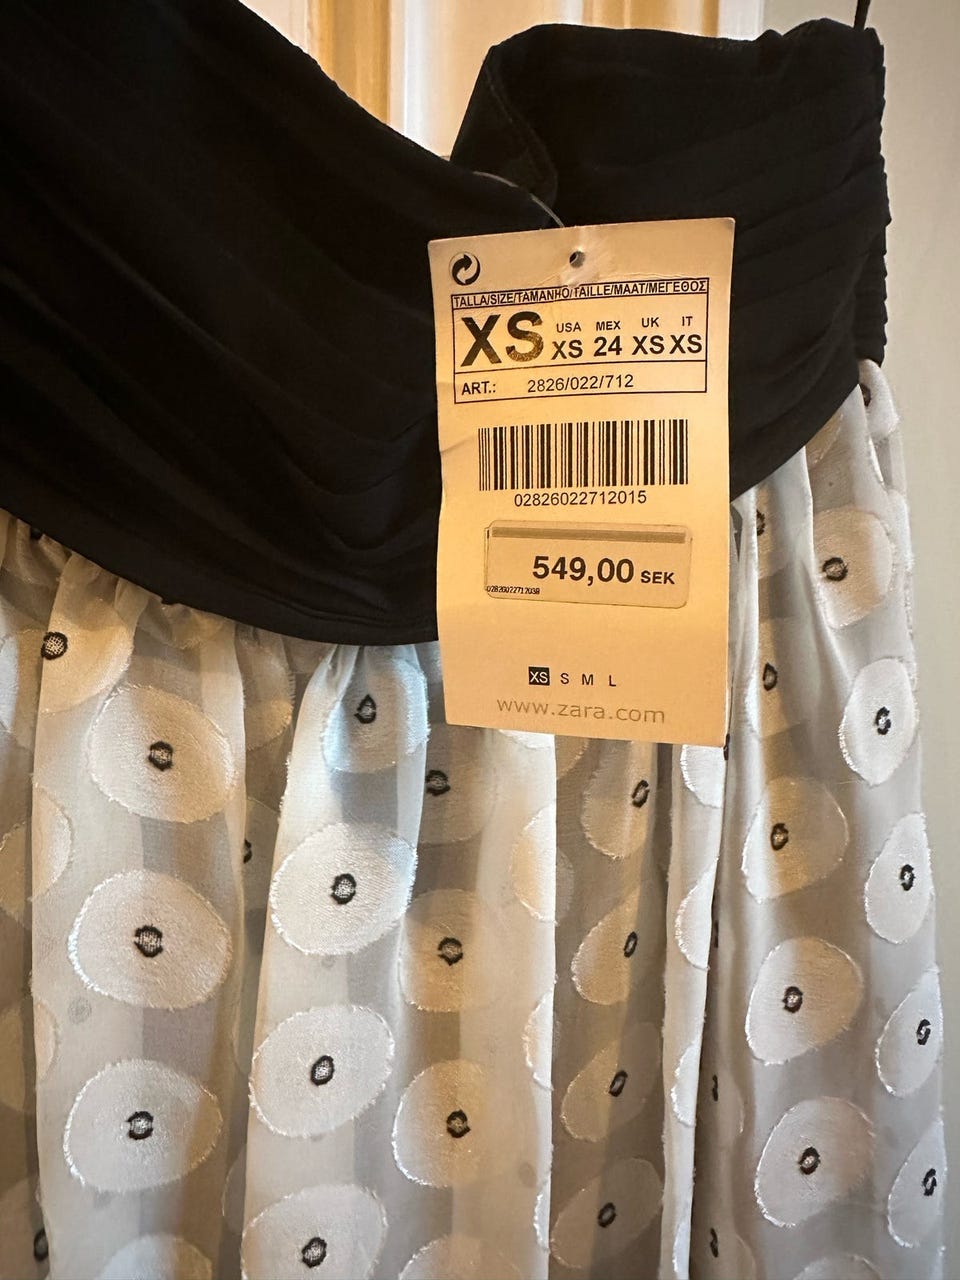 TALLA/SIZE/TAMANHO/TAILLE/MAAT/ΜΕΓΕΘΟΣ
XS USA XS MEX 24 UK XS IT XS
ART.: 2826/022/712
02826022712015
549,00 SEK
XS S M L
www.zara.com